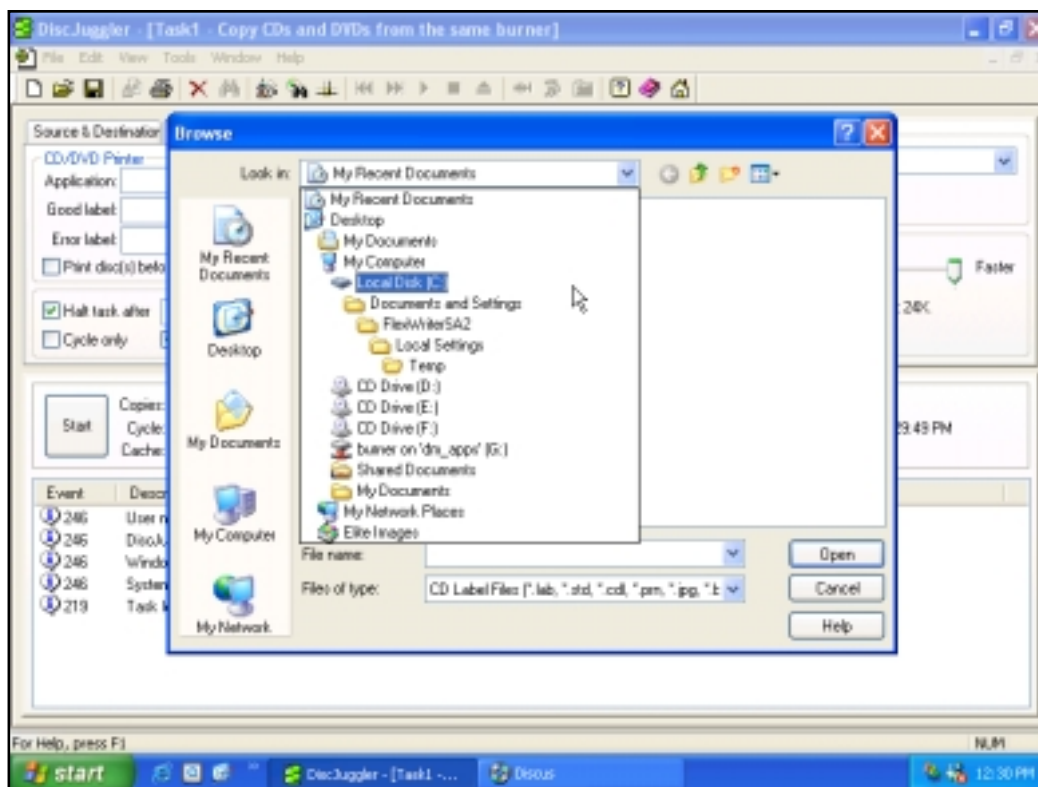 DiscJuggler - [Task1 - Copy CDs and DVDs from the same burner]
File Edit View Tools Window Help
Source & Destination
CD/DVD Printer
Application:
Good label:
Error label:
Print disc(s) befo
Halt task after
Cycle only
Faster
24X
Browse
Look in: My Recent Documents
My Recent Documents
Desktop
My Documents
My Computer
Local Disk (C:)
Documents and Settings
FlexWriterSA2
Local Settings
Temp
CD Drive (D:)
CD Drive (E:)
CD Drive (F:)
burner on 'dm_apps' (G:)
Shared Documents
My Documents
My Network Places
Elite Images
My Recent
Documents
Desktop
My Documents
My Computer
My Network
File name:
Open
Files of type: CD Label Files (*.lab, *.std, *.cdl, *.prn, *.jpg, *.b
Cancel
Help
Start
Copies:
Cycle:
Cache:
29:49 PM
Event Descr
246 User n
246 DiscJu
246 Windo
246 System
219 Task
For Help, press F1
NUM
start
DiscJuggler - [Task1 -...
Discus
12:30 PM